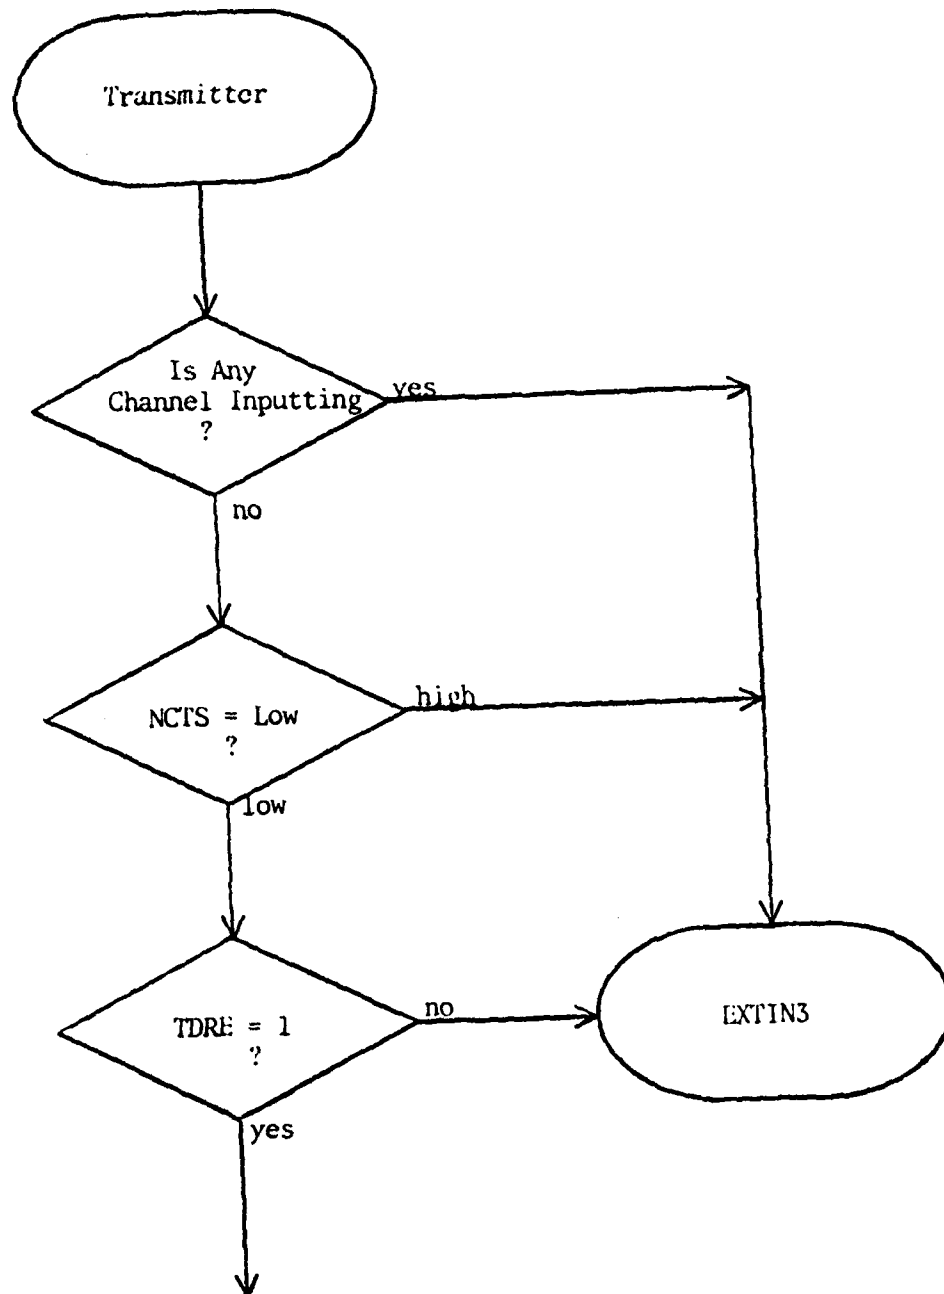 Transmitter
Is Any
Channel Inputting
?
yes
no
NCTS = Low
?
high
low
TDRE = 1
?
no
EXTIN3
yes